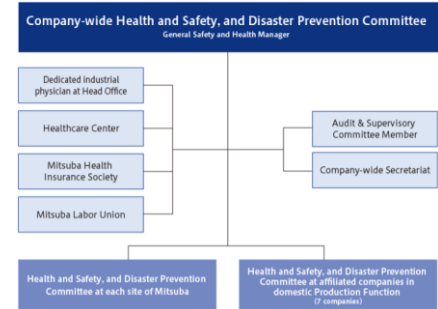 Company-wide Health and Safety, and Disaster Prevention Committee
General Safety and Health Manager
Dedicated industrial
physician at Head Office
Healthcare Center
Mitsuba Health
Insurance Society
Mitsuba Labor Union
Audit & Supervisory
Committee Member
Company-wide Secretariat
Health and Safety, and Disaster Prevention
Committee at each site of Mitsuba
Health and Safety, and Disaster Prevention
Committee at affiliated companies in
domestic Production Function
(7 companies)